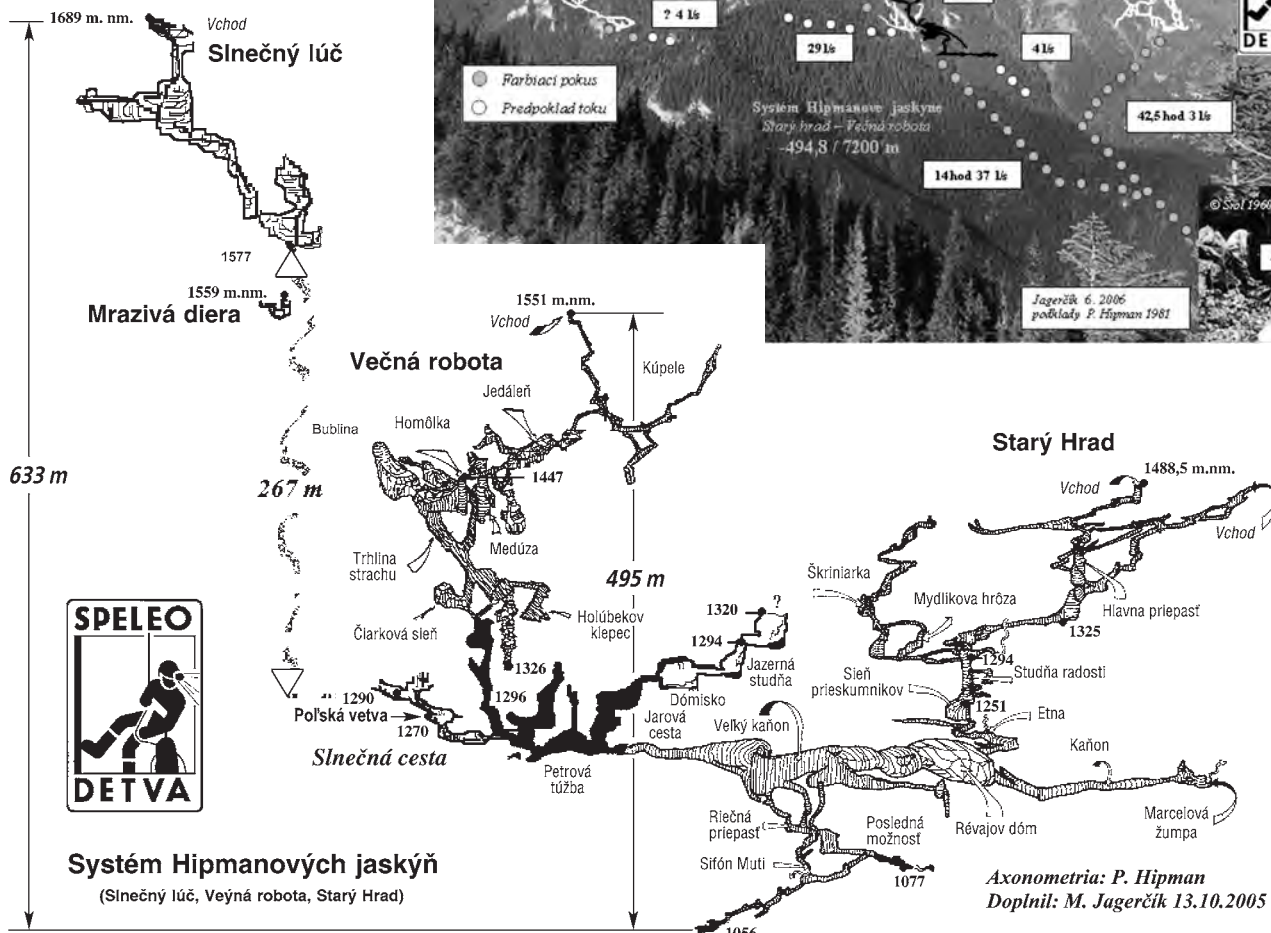 1689 m. nm.
Vchod
Slnečný lúč
1577
1559 m.nm.
Mrazivá diera
633 m
267 m
? 4 l/s
29 l/s
4 l/s
Farbiaci pokus
Predpoklad toku
Systém Hipmanove jaskyne
Starý hrad – Večná robota
-494,8 / 7200 m
42,5 hod 3 l/s
14 hod 37 l/s
DE
Jagerčík 6. 2006
podklady P. Hipman 1981
1551 m.nm.
Vchod
Večná robota
Kúpele
Jedáleň
Homôlka
Bublina
1447
Medúza
Trhlina
strachu
495 m
Čiarková sieň
Holúbekov
klepec
1326
1296
1290
Poľská vetva
1270
Slnečná cesta
Petrová
túžba
1320
?
1294
Jazerná
studňa
Dómisko
Jarová
cesta
Starý Hrad
1488,5 m.nm.
Vchod
Vchod
Škriniarka
Mydlikova hrôza
Hlavna priepasť
1325
1294
Studňa radosti
Sieň
prieskumníkov
1251
Etna
Veľký kaňon
Kaňon
Riečna
priepasť
Posledná
možnosť
Révajov dóm
Marcelová
žumpa
Sifón Muti
1077
1056
SPELEO
DETVA
Systém Hipmanových jaskýň
(Slnečný lúč, Veýná robota, Starý Hrad)
Axonometria: P. Hipman
Doplnil: M. Jagerčík 13.10.2005